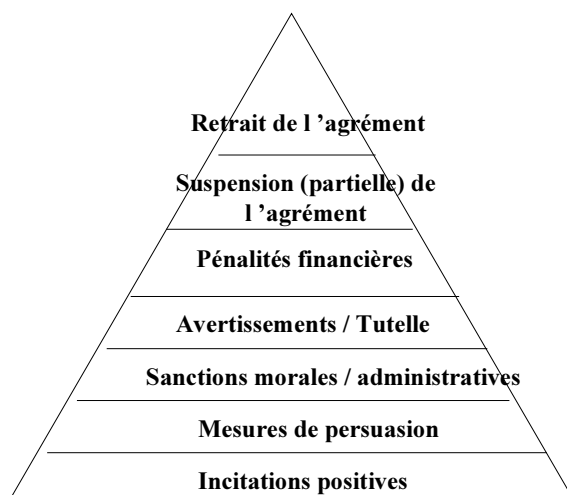 Retrait de l ’agrément
Suspension (partielle) de
l ’agrément
Pénalités financières
Avertissements / Tutelle
Sanctions morales / administratives
Mesures de persuasion
Incitations positives